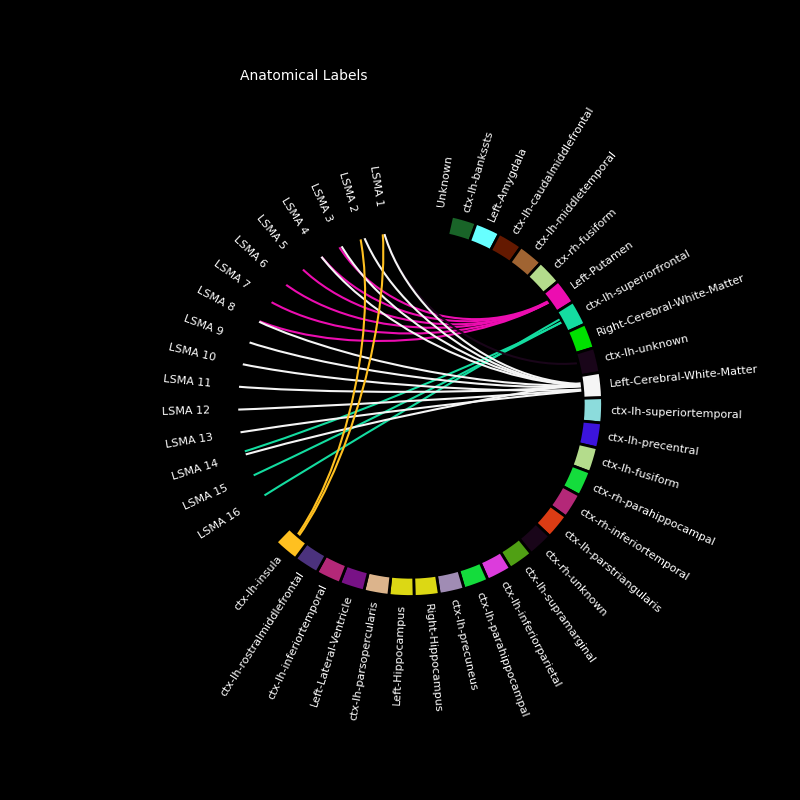 Anatomical Labels
LSMA 1
LSMA 2
LSMA 3
LSMA 4
LSMA 5
LSMA 6
LSMA 7
LSMA 8
LSMA 9
LSMA 10
LSMA 11
LSMA 12
LSMA 13
LSMA 14
LSMA 15
LSMA 16
Unknown
ctx-lh-bankssts
Left-Amygdala
ctx-lh-caudalmiddlefrontal
ctx-lh-middletemporal
ctx-rh-fusiform
Left-Putamen
ctx-lh-superiorfrontal
Right-Cerebral-White-Matter
ctx-lh-unknown
Left-Cerebral-White-Matter
ctx-lh-superiortemporal
ctx-lh-precentral
ctx-lh-fusiform
ctx-rh-parahippocampal
ctx-rh-inferiortemporal
ctx-lh-parstriangularis
ctx-rh-unknown
ctx-lh-supramarginal
ctx-lh-inferiorparietal
ctx-lh-parahippocampal
ctx-lh-precuneus
Right-Hippocampus
Left-Hippocampus
ctx-lh-parsopercularis
Left-Lateral-Ventricle
ctx-lh-inferiortemporal
ctx-lh-rostralmiddlefrontal
ctx-lh-insula